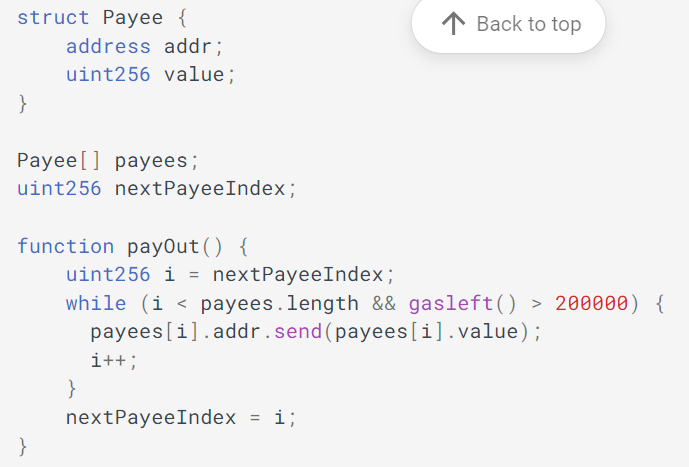 struct Payee {
    address addr;
    uint256 value;
}
↑ Back to top
Payee[] payees;
uint256 nextPayeeIndex;
function payOut() {
    uint256 i = nextPayeeIndex;
    while (i < payees.length && gasleft() > 200000) {
      payees[i].addr.send(payees[i].value);
      i++;
    }
    nextPayeeIndex = i;
}